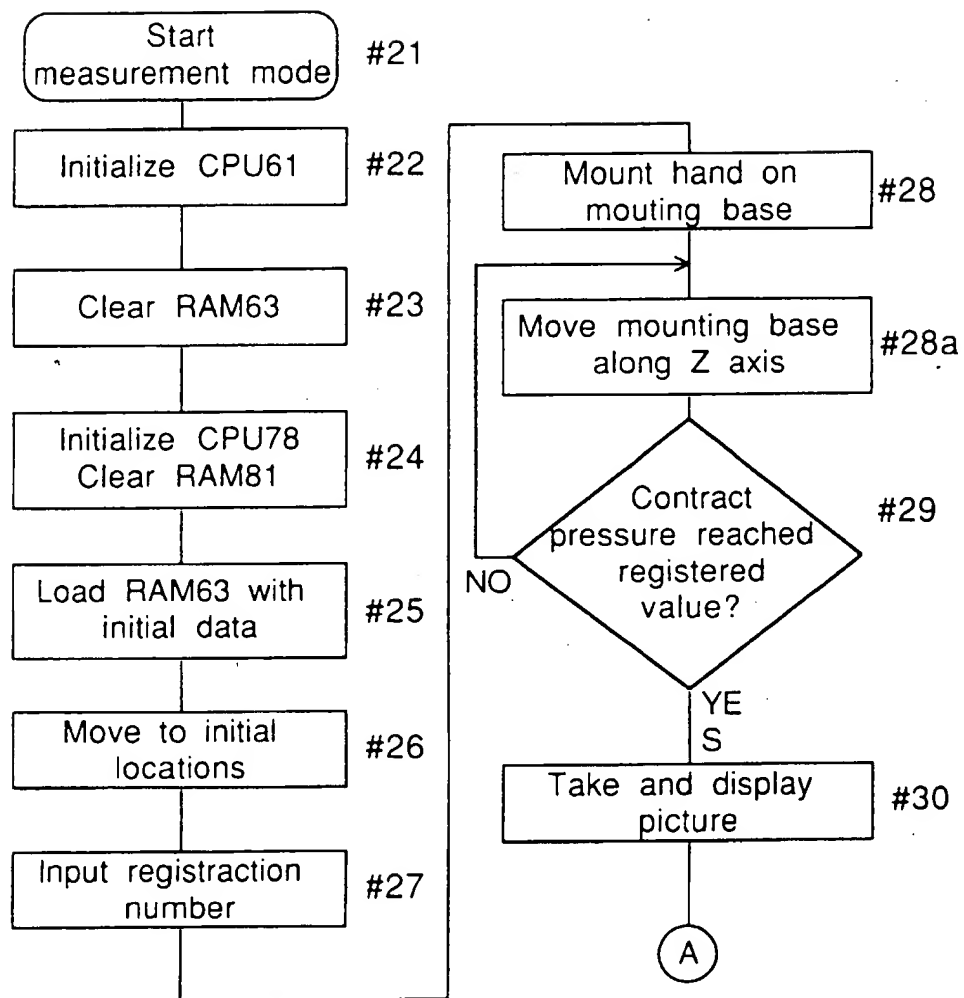 Start
measurement mode
#21
Initialize CPU61
#22
Clear RAM63
#23
Initialize CPU78
Clear RAM81
#24
Load RAM63 with
initial data
#25
Move to initial
locations
#26
Input registraction
number
#27
Mount hand on
mouting base
#28
Move mounting base
along Z axis
#28a
Contract
pressure reached
registered
value?
#29
NO
YE
S
Take and display
picture
#30
A